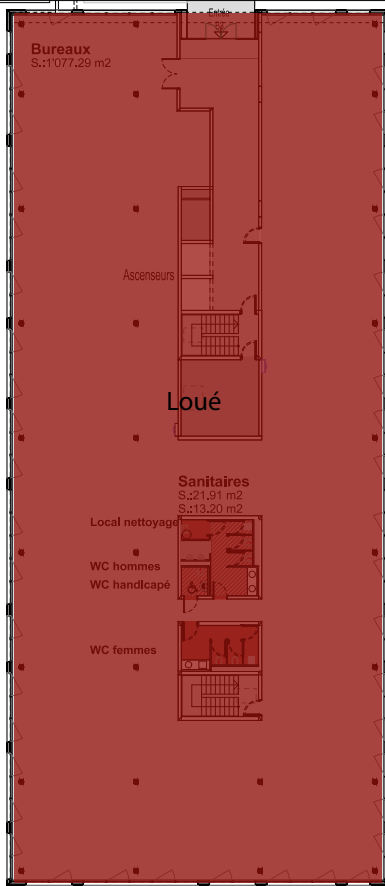 Entrée
Bureaux
S.:1'077.29 m2
Ascenseurs
Loué
Sanitaires
S.:21.91 m2
S.:13.20 m2
Local nettoyage
WC hommes
WC handicapé
WC femmes